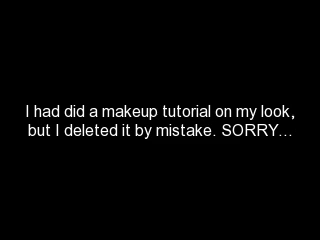 I had did a makeup tutorial on my look,
but I deleted it by mistake. SORRY...